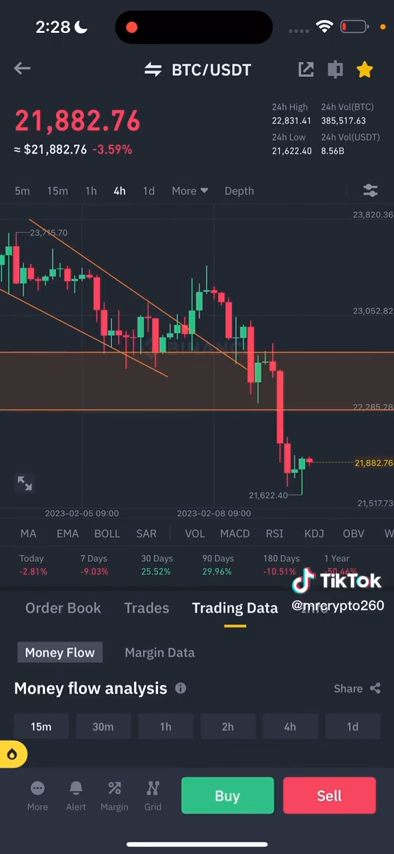 2:28
BTC/USDT
21,882.76
≈ $21,882.76 -3.59%
24h High 24h Vol(BTC)
22,831.41 385,517.63
24h Low 24h Vol(USDT)
21,622.40 8.56B
5m 15m 1h 4h 1d More Depth
23,820.36
23,715.70
23,052.82
BINANCE
22,285.28
21,882.76
21,622.40
21,517.73
2023-02-05 09:00 2023-02-08 09:00
MA EMA BOLL SAR VOL MACD RSI KDJ OBV W
Today 7 Days 30 Days 90 Days 180 Days 1 Year
-2.81% -9.03% 25.52% 29.96% -10.51% -50.66%
TikTok
@mrcrypto260
Order Book Trades Trading Data
Money Flow Margin Data
Money flow analysis Share
15m 30m 1h 2h 4h 1d
More Alert Margin Grid Buy Sell